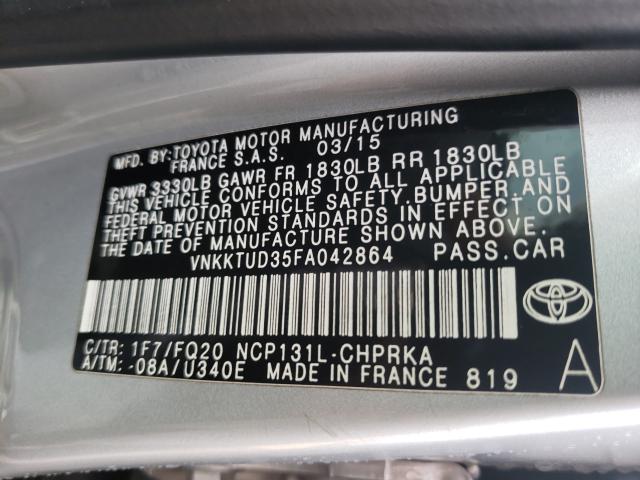 MFD. BY:TOYOTA MOTOR MANUFACTURING
FRANCE S.A.S. 03/15
GVWR 3330LB GAWR FR 1830LB RR 1830LB
THIS VEHICLE CONFORMS TO ALL APPLICABLE
FEDERAL MOTOR VEHICLE SAFETY,BUMPER,AND
THEFT PREVENTION STANDARDS IN EFFECT ON
THE DATE OF MANUFACTURE SHOWN ABOVE.
VNKKTUD35FA042864 PASS.CAR
C/TR: 1F7/FQ20 NCP131L-CHPRKA
A/TM: -08A/U340E MADE IN FRANCE 819
A